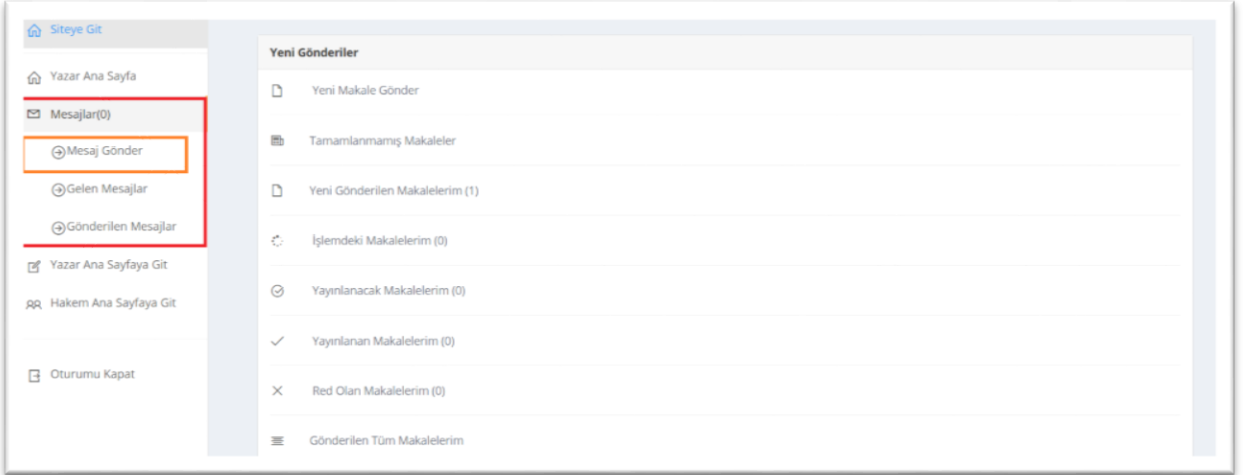 Siteye Git
Yazar Ana Sayfa
Mesajlar(0)
Mesaj Gönder
Gelen Mesajlar
Gönderilen Mesajlar
Yazar Ana Sayfaya Git
Hakem Ana Sayfaya Git
Oturumu Kapat
Yeni Gönderiler
Yeni Makale Gönder
Tamamlanmamış Makaleler
Yeni Gönderilen Makalelerim (1)
İşlemdeki Makalelerim (0)
Yayınlanacak Makalelerim (0)
Yayınlanan Makalelerim (0)
Red Olan Makalelerim (0)
Gönderilen Tüm Makalelerim